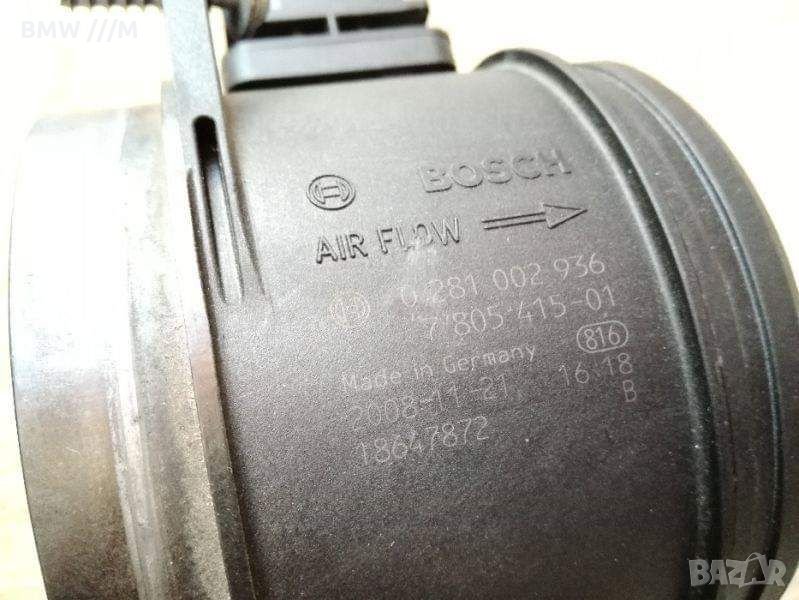 BMW ///M
BOSCH
AIR FLOW
0 281 002 936
7'805'415-01
Made in Germany
816
2008-11-21, 16:18
B
18647872
BAZAR